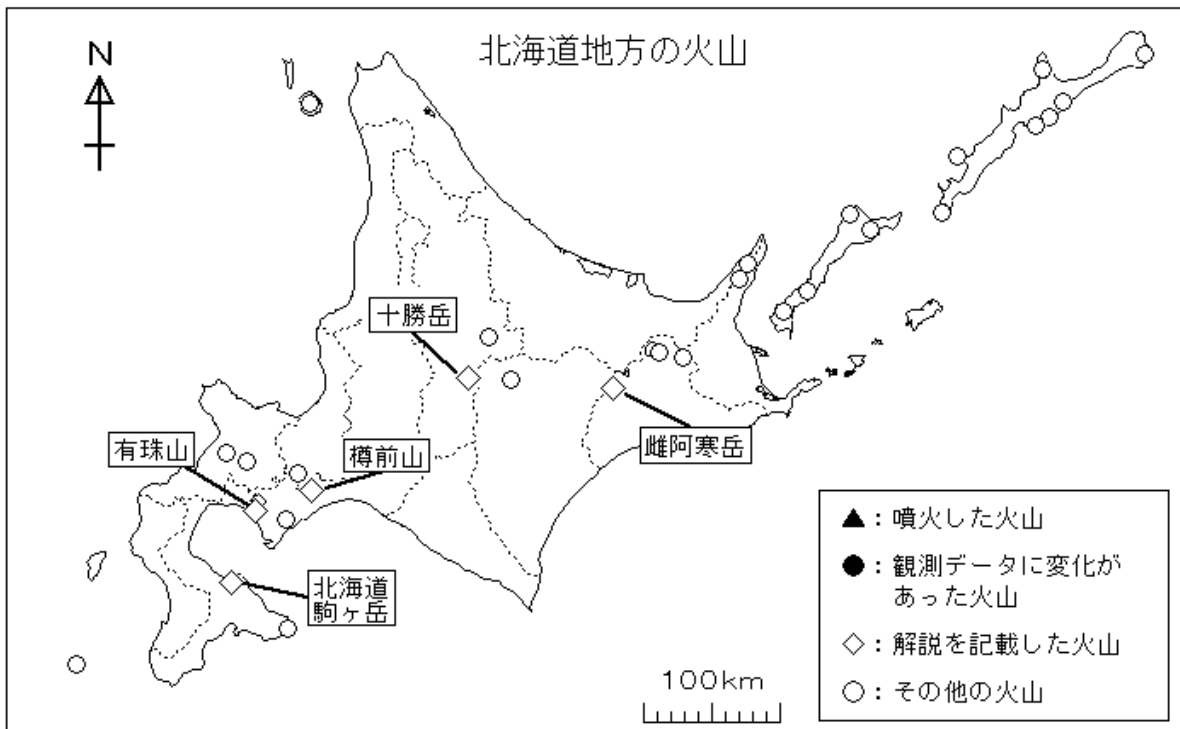 北海道地方の火山
N
十勝岳
有珠山
樽前山
雌阿寒岳
北海道
駒ヶ岳
▲：噴火した火山
●：観測データに変化が
あった火山
◇：解説を記載した火山
○：その他の火山
100km